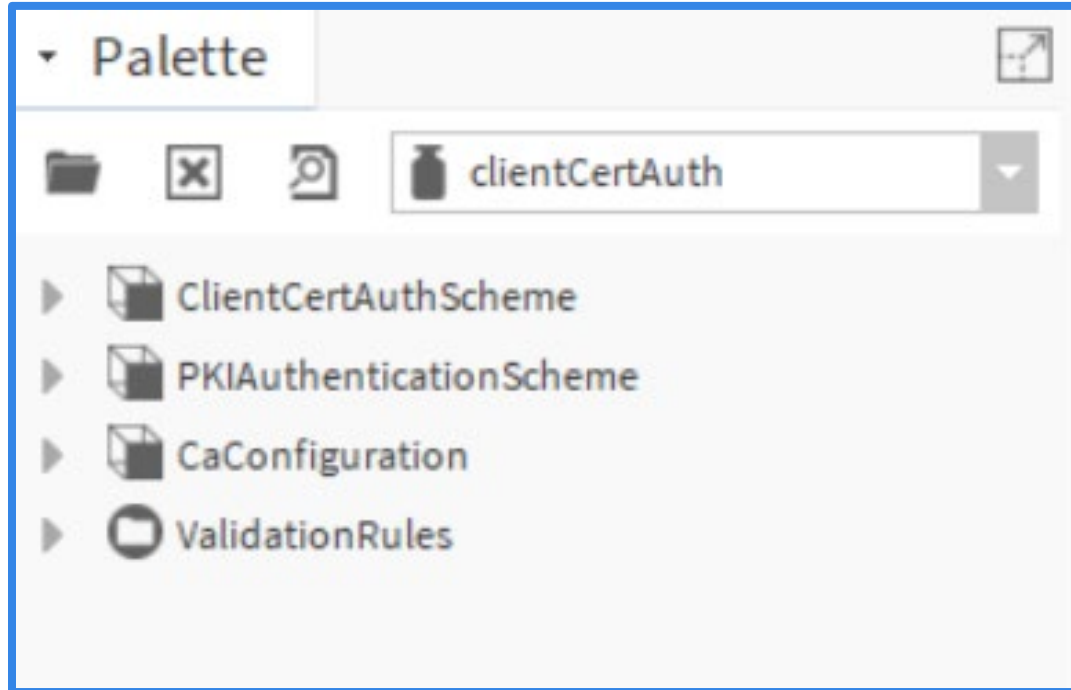 Palette
clientCertAuth
ClientCertAuthScheme
PKIAuthenticationScheme
CaConfiguration
ValidationRules